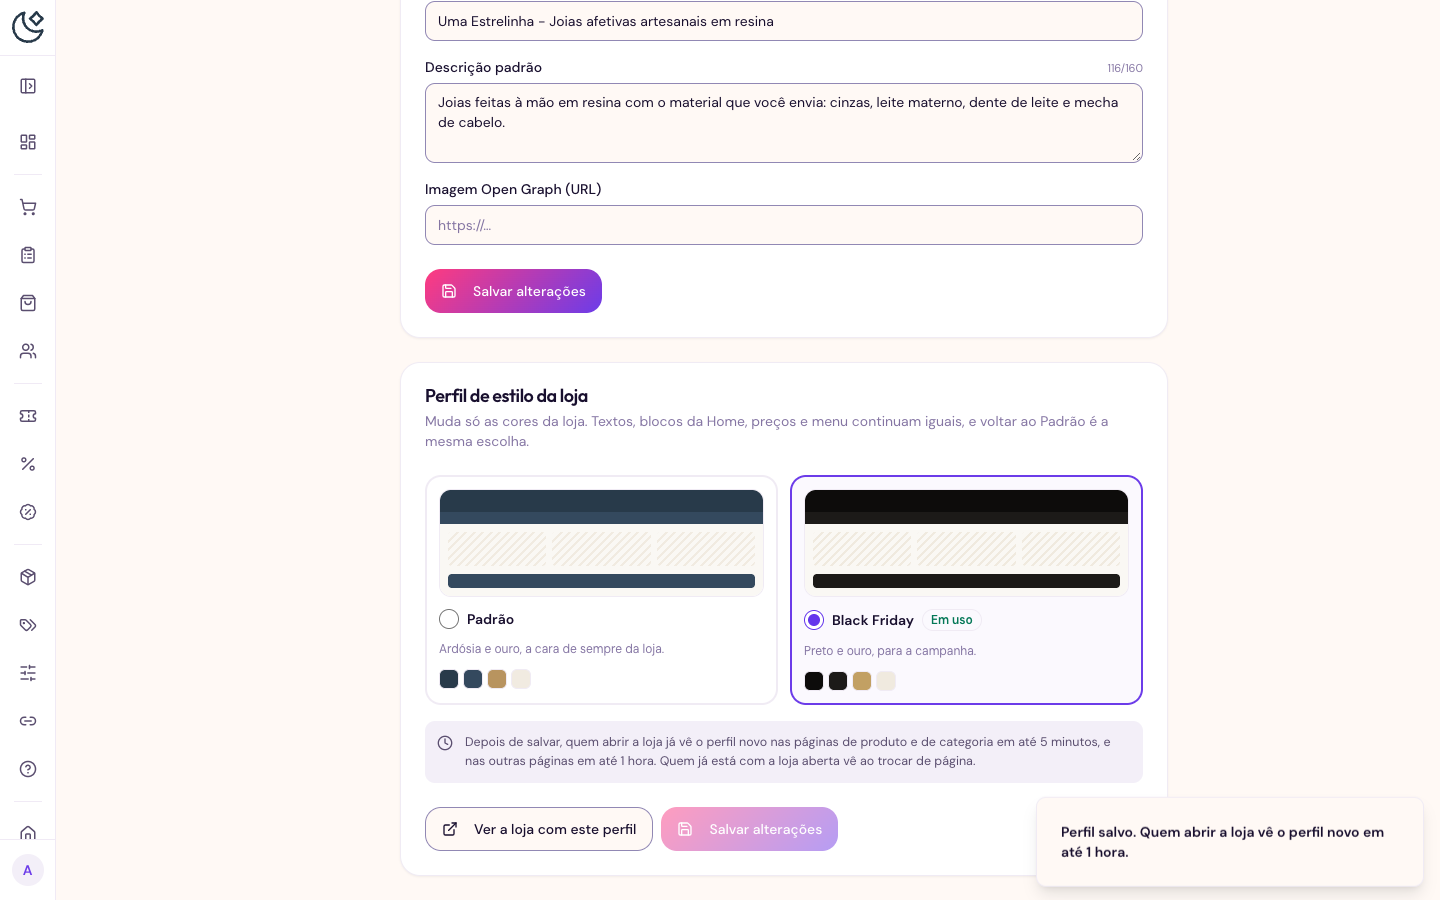 Uma Estrelinha - Joias afetivas artesanais em resina
Descrição padrão
116/160
Joias feitas à mão em resina com o material que você envia: cinzas, leite materno, dente de leite e mecha
de cabelo.
Imagem Open Graph (URL)
https://...
Salvar alterações
Perfil de estilo da loja
Muda só as cores da loja. Textos, blocos da Home, preços e menu continuam iguais, e voltar ao Padrão é a
mesma escolha.
Padrão
Ardósia e ouro, a cara de sempre da loja.
Black Friday
Em uso
Preto e ouro, para a campanha.
Depois de salvar, quem abrir a loja já vê o perfil novo nas páginas de produto e de categoria em até 5 minutos, e
nas outras páginas em até 1 hora. Quem já está com a loja aberta vê ao trocar de página.
Ver a loja com este perfil
Salvar alterações
Perfil salvo. Quem abrir a loja vê o perfil novo em
até 1 hora.
A